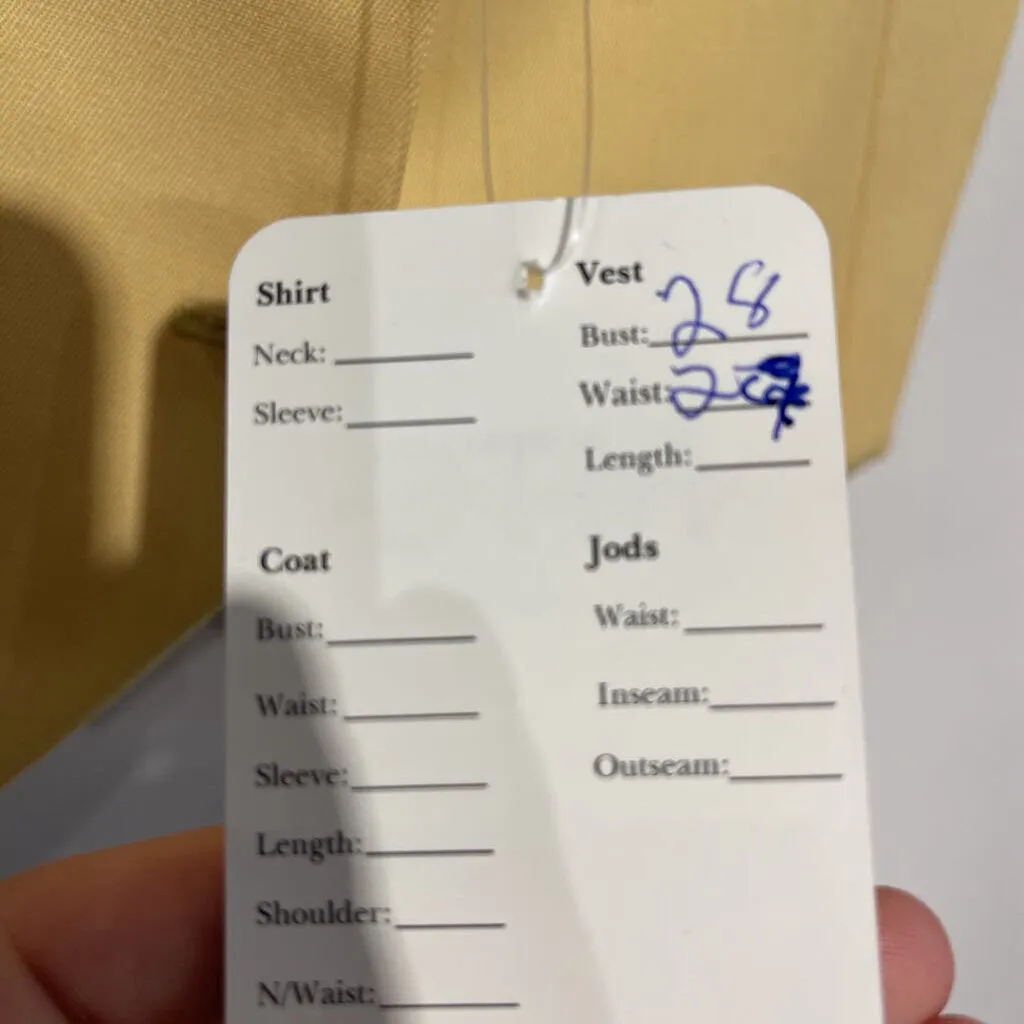 Shirt
Neck:
Sleeve:
Vest
Bust: 28
Waist:
Length:
Coat
Bust:
Waist:
Sleeve:
Length:
Shoulder:
N/Waist:
Jods
Waist:
Inseam:
Outseam: